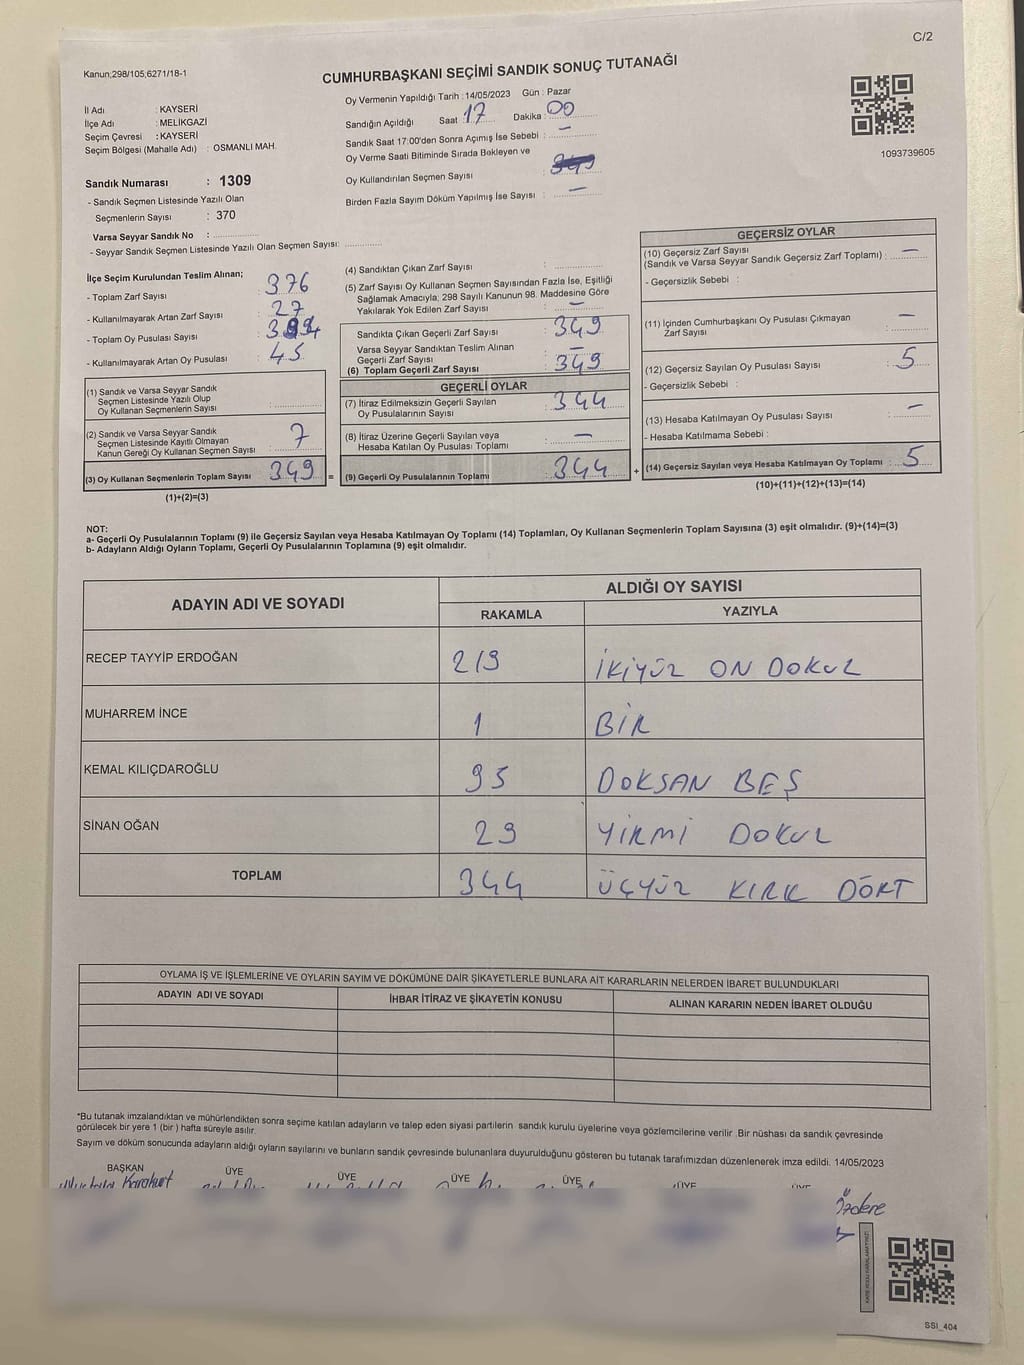 C/2
Kanun;298/105;6271/18-1
CUMHURBAŞKANI SEÇİMİ SANDIK SONUÇ TUTANAĞI
İl Adı : KAYSERİ
İlçe Adı : MELİKGAZİ
Seçim Çevresi : KAYSERİ
Seçim Bölgesi (Mahalle Adı) : OSMANLI MAH.
Sandık Numarası : 1309
- Sandık Seçmen Listesinde Yazılı Olan
Seçmenlerin Sayısı : 370
Varsa Seyyar Sandık No :
- Seyyar Sandık Seçmen Listesinde Yazılı Olan Seçmen Sayısı:
Oy Vermenin Yapıldığı Tarih : 14/05/2023 Gün : Pazar
Sandığın Açıldığı Saat : 17 Dakika : 00
Sandık Saat 17:00'den Sonra Açımış İse Sebebi : —
Oy Verme Saati Bitiminde Sırada Bekleyen ve
Oy Kullandırılan Seçmen Sayısı :
Birden Fazla Sayım Döküm Yapılmış İse Sayısı : —
1093739605
İlçe Seçim Kurulundan Teslim Alınan;
- Toplam Zarf Sayısı : 376
- Kullanılmayarak Artan Zarf Sayısı : 27
- Toplam Oy Pusulası Sayısı :
- Kullanılmayarak Artan Oy Pusulası : 45
(1) Sandık ve Varsa Seyyar Sandık
Seçmen Listesinde Yazılı Olup
Oy Kullanan Seçmenlerin Sayısı :
(2) Sandık ve Varsa Seyyar Sandık
Seçmen Listesinde Kayıtlı Olmayan
Kanun Gereği Oy Kullanan Seçmen Sayısı : 7
(3) Oy Kullanan Seçmenlerin Toplam Sayısı : 349 =
(1)+(2)=(3)
(4) Sandıktan Çıkan Zarf Sayısı :
(5) Zarf Sayısı Oy Kullanan Seçmen Sayısından Fazla İse, Eşitliği
Sağlamak Amacıyla; 298 Sayılı Kanunun 98. Maddesine Göre
Yakılarak Yok Edilen Zarf Sayısı : —
Sandıkta Çıkan Geçerli Zarf Sayısı : 349
Varsa Seyyar Sandıktan Teslim Alınan
Geçerli Zarf Sayısı : —
(6) Toplam Geçerli Zarf Sayısı : 349
GEÇERLİ OYLAR
(7) İtiraz Edilmeksizin Geçerli Sayılan
Oy Pusulalarının Sayısı : 344
(8) İtiraz Üzerine Geçerli Sayılan veya
Hesaba Katılan Oy Pusulası Toplamı : —
(9) Geçerli Oy Pusulalarının Toplamı : 344 +
GEÇERSİZ OYLAR
(10) Geçersiz Zarf Sayısı
(Sandık ve Varsa Seyyar Sandık Geçersiz Zarf Toplamı) : —
- Geçersizlik Sebebi :
(11) İçinden Cumhurbaşkanı Oy Pusulası Çıkmayan
Zarf Sayısı : —
(12) Geçersiz Sayılan Oy Pusulası Sayısı : 5
- Geçersizlik Sebebi :
(13) Hesaba Katılmayan Oy Pusulası Sayısı : —
- Hesaba Katılmama Sebebi :
(14) Geçersiz Sayılan veya Hesaba Katılmayan Oy Toplamı : 5
(10)+(11)+(12)+(13)=(14)
NOT:
a- Geçerli Oy Pusulalarının Toplamı (9) ile Geçersiz Sayılan veya Hesaba Katılmayan Oy Toplamı (14) Toplamları, Oy Kullanan Seçmenlerin Toplam Sayısına (3) eşit olmalıdır. (9)+(14)=(3)
b- Adayların Aldığı Oyların Toplamı, Geçerli Oy Pusulalarının Toplamına (9) eşit olmalıdır.
ADAYIN ADI VE SOYADI ALDIĞI OY SAYISI
RAKAMLA YAZIYLA
RECEP TAYYİP ERDOĞAN 219 İKİYÜZ ON DOKUZ
MUHARREM İNCE 1 BİR
KEMAL KILIÇDAROĞLU 95 DOKSAN BEŞ
SİNAN OĞAN 29 YİRMİ DOKUZ
TOPLAM 344 ÜÇYÜZ KIRK DÖRT
OYLAMA İŞ VE İŞLEMLERİNE VE OYLARIN SAYIM VE DÖKÜMÜNE DAİR ŞİKAYETLERLE BUNLARA AİT KARARLARIN NELERDEN İBARET BULUNDUKLARI
ADAYIN ADI VE SOYADI İHBAR İTİRAZ VE ŞİKAYETİN KONUSU ALINAN KARARIN NEDEN İBARET OLDUĞU
*Bu tutanak imzalandıktan ve mühürlendikten sonra seçime katılan adayların ve talep eden siyasi partilerin sandık kurulu üyelerine veya gözlemcilerine verilir .Bir nüshası da sandık çevresinde
görülecek bir yere 1 (bir ) hafta süreyle asılır.
Sayım ve döküm sonucunda adayların aldığı oyların sayılarını ve bunların sandık çevresinde bulunanlara duyurulduğunu gösteren bu tutanak tarafımızdan düzenlenerek imza edildi. 14/05/2023
BAŞKAN ÜYE ÜYE ÜYE ÜYE ÜYE ÜYE
Karakurt
Özdere
SSI_404